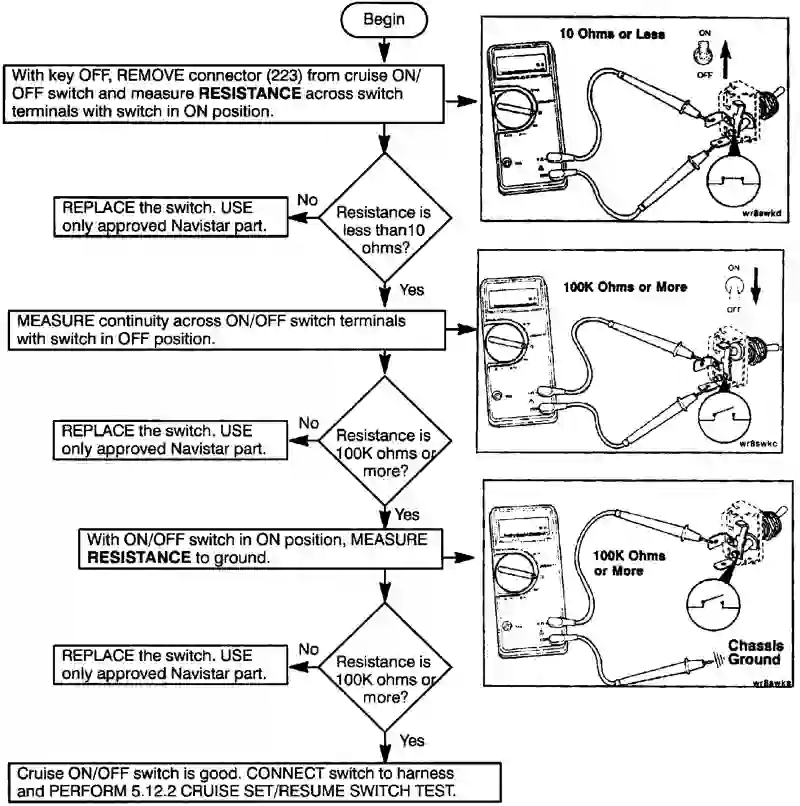 Begin
With key OFF, REMOVE connector (223) from cruise ON/
OFF switch and measure RESISTANCE across switch
terminals with switch in ON position.
10 Ohms or Less
ON
OFF
wr8swkd
No
REPLACE the switch. USE
only approved Navistar part.
Resistance is
less than10
ohms?
Yes
MEASURE continuity across ON/OFF switch terminals
with switch in OFF position.
100K Ohms or More
ON
OFF
wr8swkc
No
REPLACE the switch. USE
only approved Navistar part.
Resistance is
100K ohms or
more?
Yes
With ON/OFF switch in ON position, MEASURE
RESISTANCE to ground.
100K Ohms
or More
Chassis
Ground
No
REPLACE the switch. USE
only approved Navistar part.
Resistance is
100K ohms or
more?
Yes
Cruise ON/OFF switch is good. CONNECT switch to harness
and PERFORM 5.12.2 CRUISE SET/RESUME SWITCH TEST.